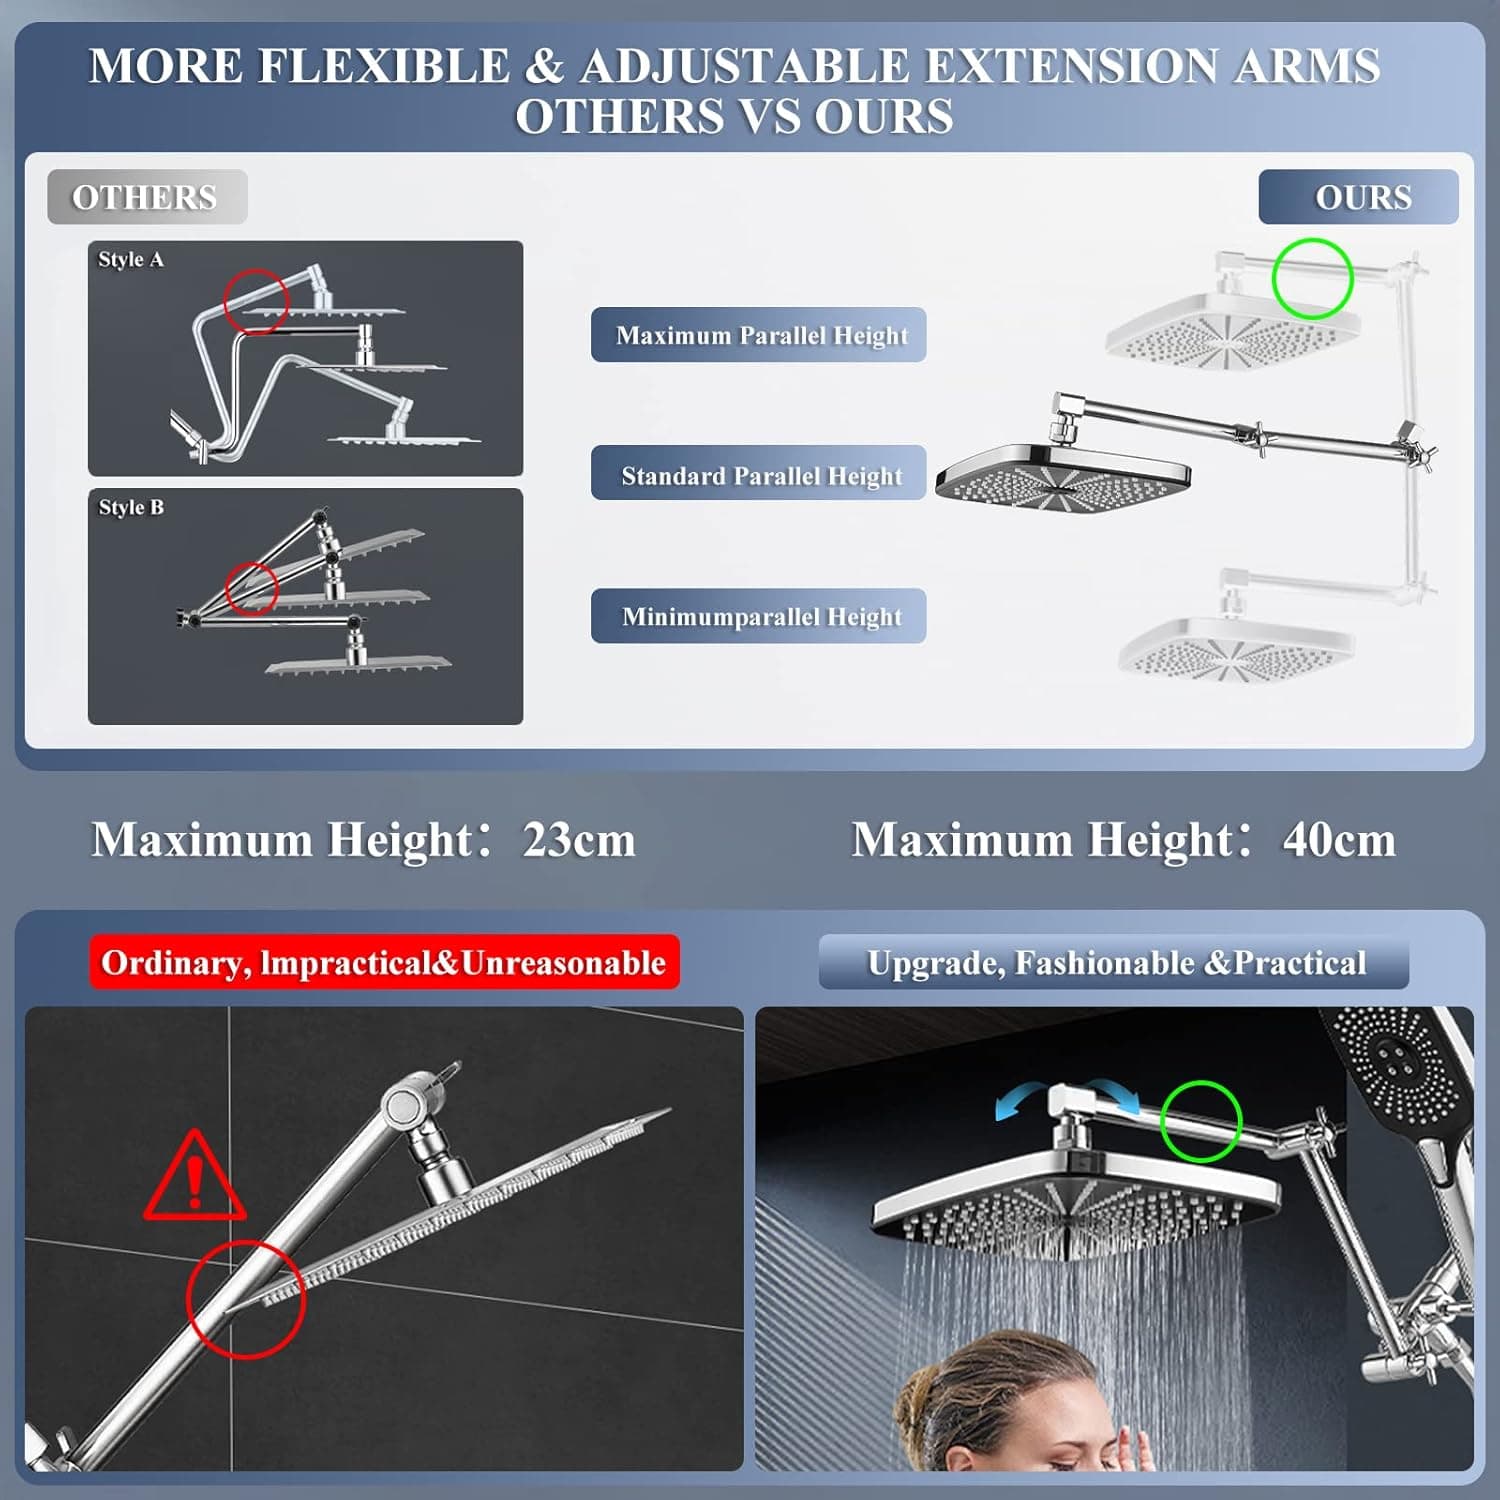 MORE FLEXIBLE & ADJUSTABLE EXTENSION ARMS
OTHERS VS OURS
OTHERS
OURS
Style A
Style B
Maximum Parallel Height
Standard Parallel Height
Minimumparallel Height
Maximum Height: 23cm
Maximum Height: 40cm
Ordinary, lmpractical&Unreasonable
Upgrade, Fashionable &Practical